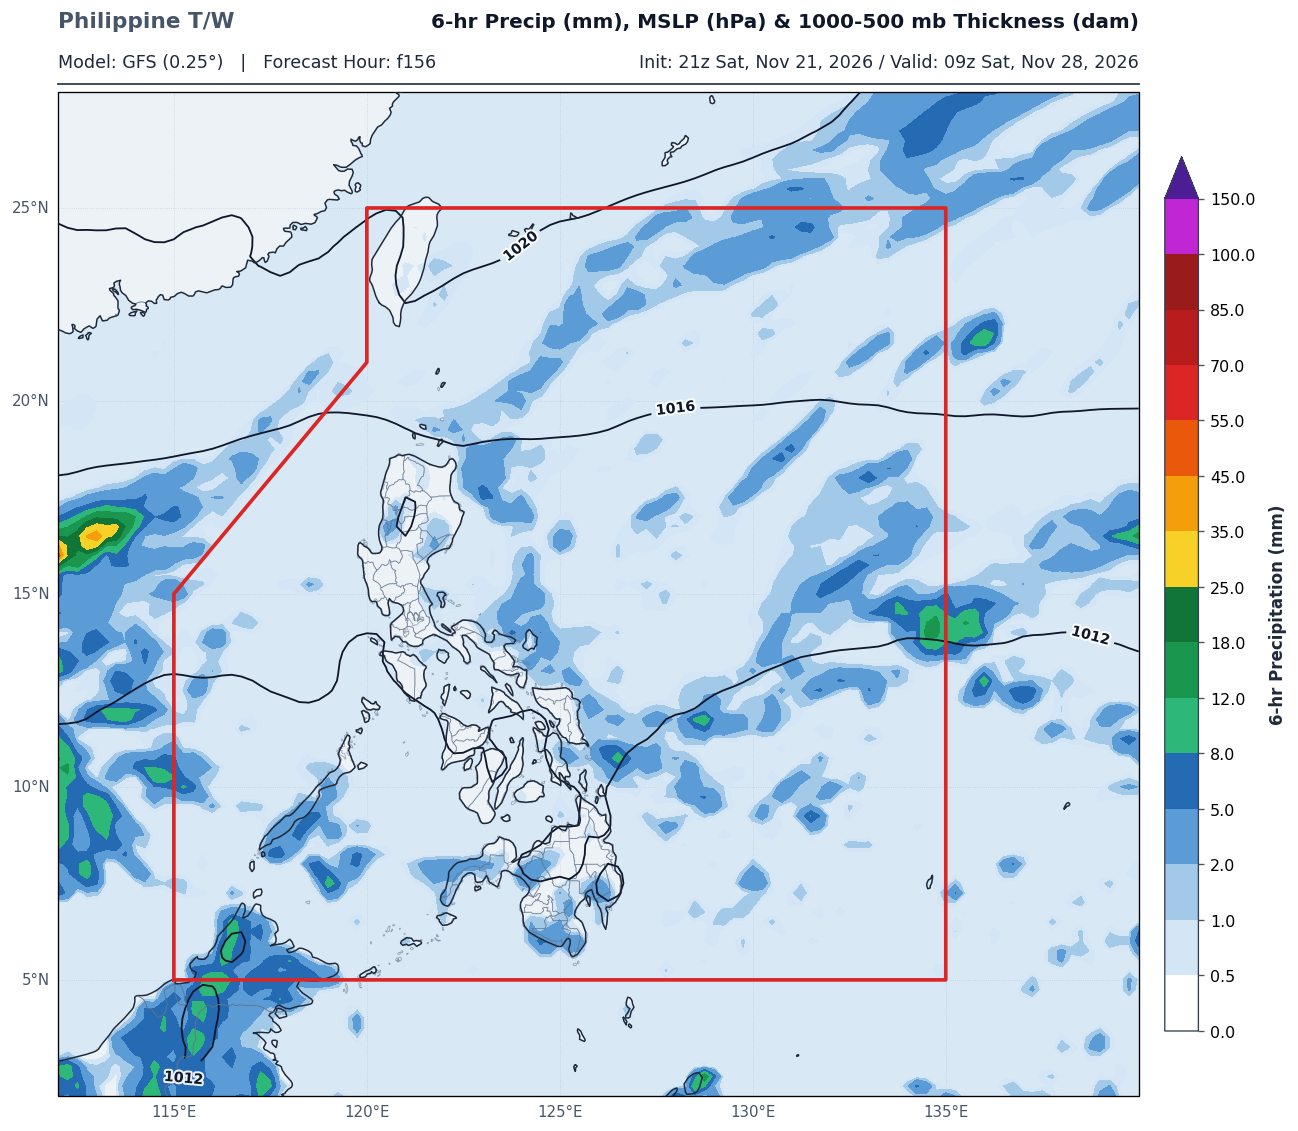 Philippine T/W
6-hr Precip (mm), MSLP (hPa) & 1000-500 mb Thickness (dam)
Model: GFS (0.25°) | Forecast Hour: f156
Init: 21z Sat, Nov 21, 2026 / Valid: 09z Sat, Nov 28, 2026
25°N
20°N
15°N
10°N
5°N
115°E
120°E
125°E
130°E
135°E
1020
1016
1012
1012
150.0
100.0
85.0
70.0
55.0
45.0
35.0
25.0
18.0
12.0
8.0
5.0
2.0
1.0
0.5
0.0
6-hr Precipitation (mm)